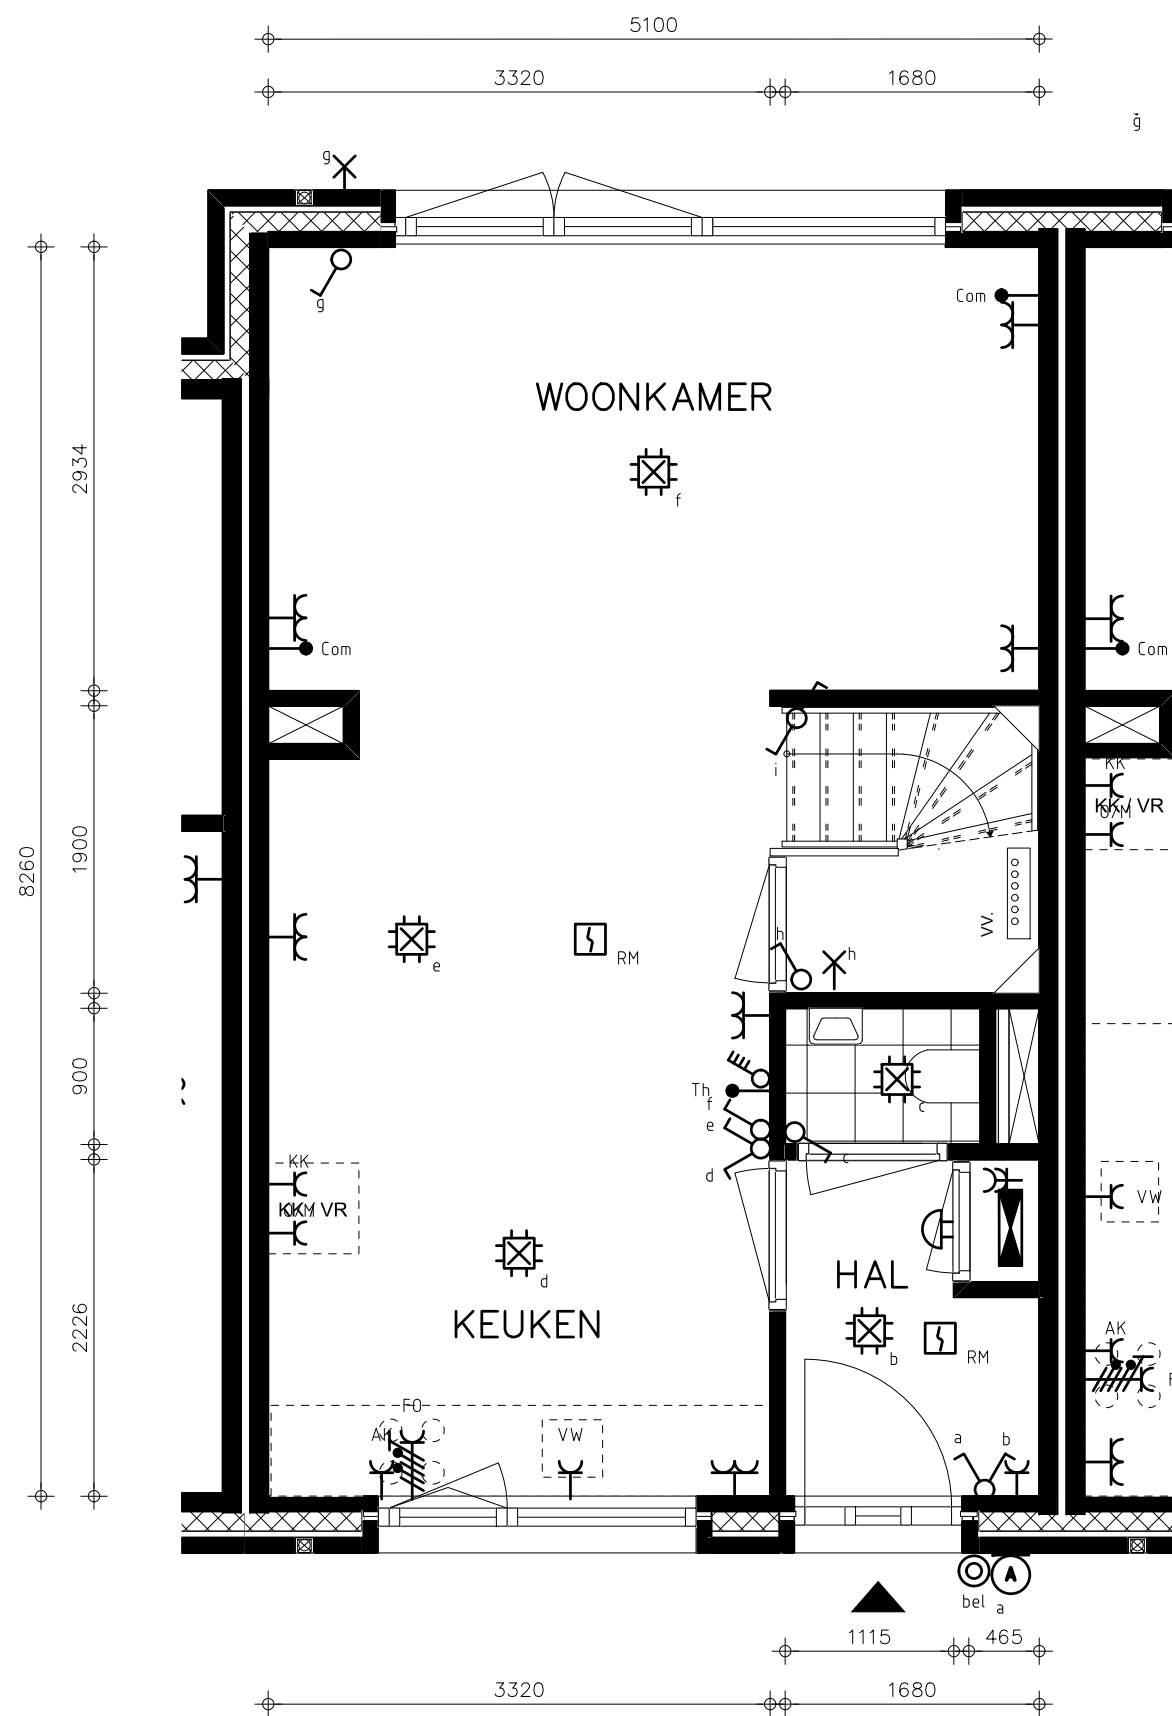 5100
3320
1680
g
g
g
Com
WOONKAMER
f
2934
Com
Com
i
KK
KK / VR
1900
8260
h
h
VV.
e
RM
900
Th
f
e
c
c
d
KK
KK / VR
VW
d
HAL
KEUKEN
2226
b
RM
AK
F
FO
AK
VW
a
b
A
bel
a
1115
465
3320
1680